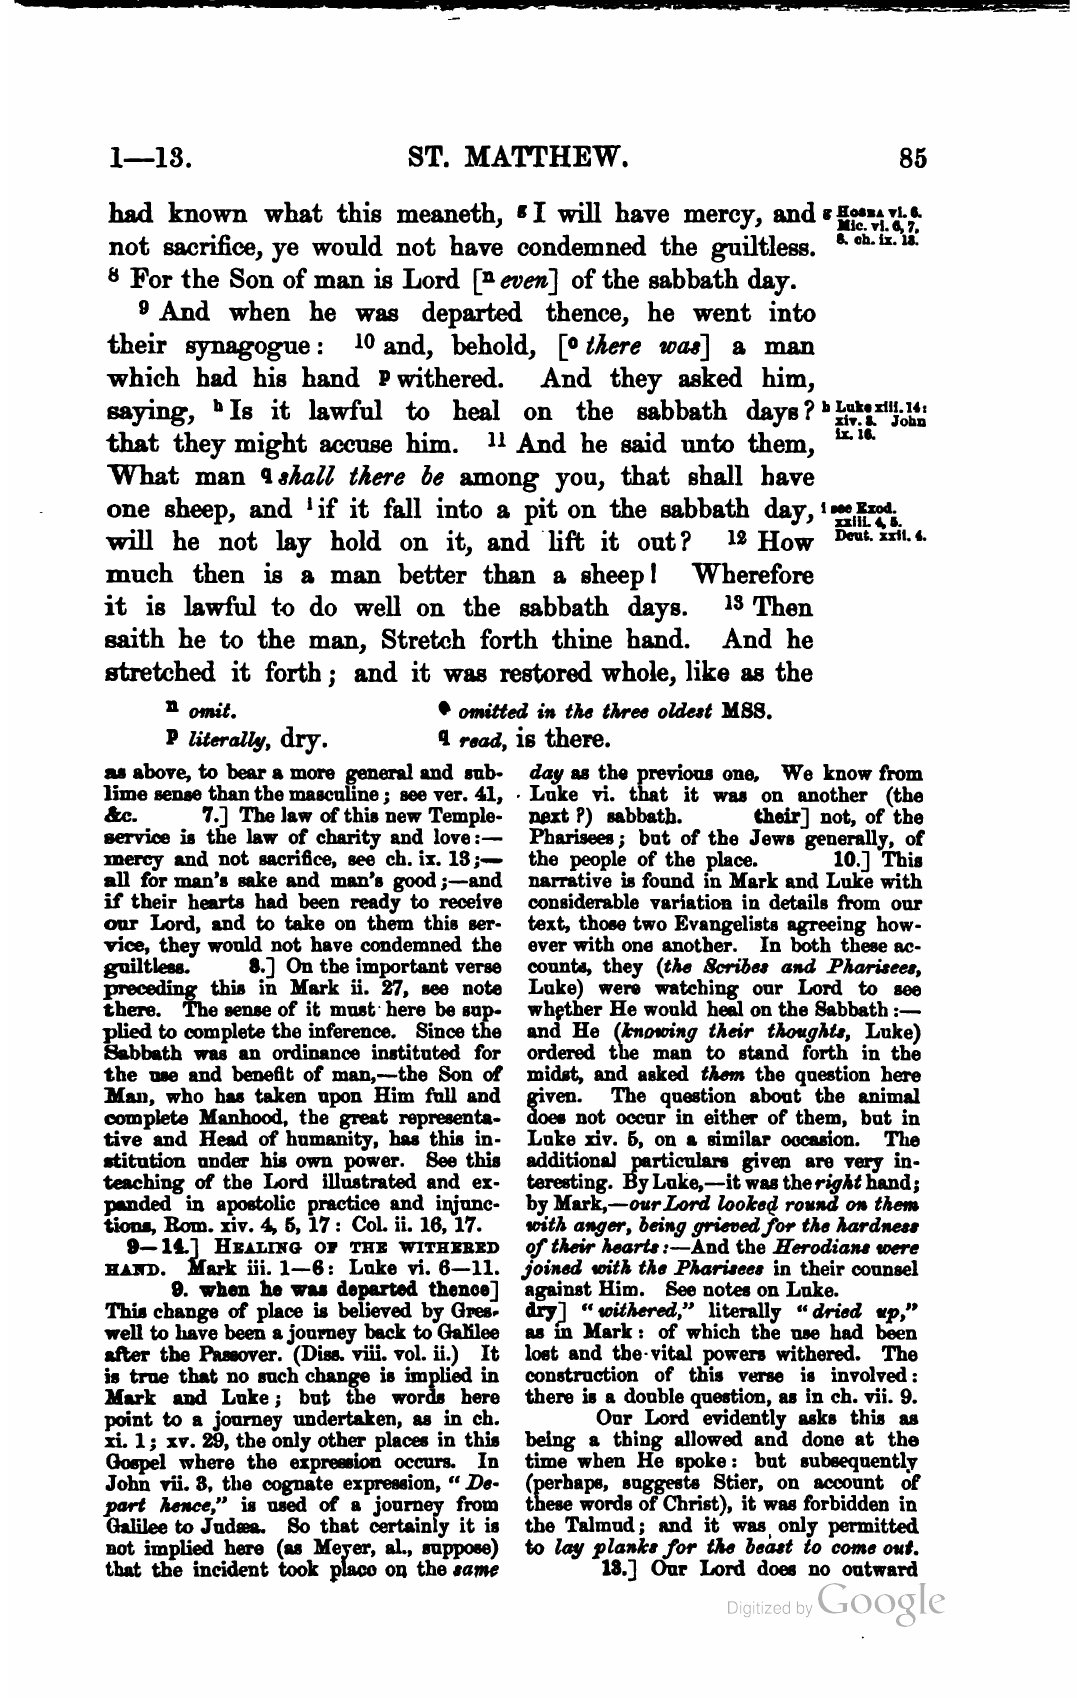 1—13. ST. MATTHEW. 85
had known what this meaneth, g I will have mercy, and
not sacrifice, ye would not have condemned the guiltless.
8 For the Son of man is Lord [n even] of the sabbath day.
9 And when he was departed thence, he went into
their synagogue: 10 and, behold, [o there was] a man
which had his hand p withered. And they asked him,
saying, h Is it lawful to heal on the sabbath days?
that they might accuse him. 11 And he said unto them,
What man q shall there be among you, that shall have
one sheep, and i if it fall into a pit on the sabbath day,
will he not lay hold on it, and lift it out? 12 How
much then is a man better than a sheep! Wherefore
it is lawful to do well on the sabbath days. 13 Then
saith he to the man, Stretch forth thine hand. And he
stretched it forth; and it was restored whole, like as the
g HOSEA vi. 6.
Mic. vi. 6, 7,
8. ch. ix. 13.
h Luke xiii. 14:
xiv. 3. John
ix. 16.
i see Exod.
xxiii. 4, 5.
Deut. xxii. 4.
n omit. o omitted in the three oldest MSS.
p literally, dry. q read, is there.
as above, to bear a more general and sub-
lime sense than the masculine; see ver. 41,
&c. 7.] The law of this new Temple-
service is the law of charity and love:—
mercy and not sacrifice, see ch. ix. 13;—
all for man's sake and man's good;—and
if their hearts had been ready to receive
our Lord, and to take on them this ser-
vice, they would not have condemned the
guiltless. 8.] On the important verse
preceding this in Mark ii. 27, see note
there. The sense of it must here be sup-
plied to complete the inference. Since the
Sabbath was an ordinance instituted for
the use and benefit of man,—the Son of
Man, who has taken upon Him full and
complete Manhood, the great representa-
tive and Head of humanity, has this in-
stitution under his own power. See this
teaching of the Lord illustrated and ex-
panded in apostolic practice and injunc-
tions, Rom. xiv. 4, 5, 17: Col. ii. 16, 17.
9—14.] HEALING OF THE WITHERED
HAND. Mark iii. 1—6: Luke vi. 6—11.
9. when he was departed thence]
This change of place is believed by Gres-
well to have been a journey back to Galilee
after the Passover. (Diss. viii. vol. ii.) It
is true that no such change is implied in
Mark and Luke; but the words here
point to a journey undertaken, as in ch.
xi. 1; xv. 29, the only other places in this
Gospel where the expression occurs. In
John vii. 3, the cognate expression, "De-
part hence," is used of a journey from
Galilee to Judæa. So that certainly it is
not implied here (as Meyer, al., suppose)
that the incident took place on the same
day as the previous one. We know from
Luke vi. that it was on another (the
next?) sabbath. their] not, of the
Pharisees; but of the Jews generally, of
the people of the place. 10.] This
narrative is found in Mark and Luke with
considerable variation in details from our
text, those two Evangelists agreeing how-
ever with one another. In both these ac-
counts, they (the Scribes and Pharisees,
Luke) were watching our Lord to see
whether He would heal on the Sabbath:—
and He (knowing their thoughts, Luke)
ordered the man to stand forth in the
midst, and asked them the question here
given. The question about the animal
does not occur in either of them, but in
Luke xiv. 5, on a similar occasion. The
additional particulars given are very in-
teresting. By Luke,—it was the right hand;
by Mark,—our Lord looked round on them
with anger, being grieved for the hardness
of their hearts:—And the Herodians were
joined with the Pharisees in their counsel
against Him. See notes on Luke.
dry] "withered," literally "dried up,"
as in Mark: of which the use had been
lost and the vital powers withered. The
construction of this verse is involved:
there is a double question, as in ch. vii. 9.
Our Lord evidently asks this as
being a thing allowed and done at the
time when He spoke: but subsequently
(perhaps, suggests Stier, on account of
these words of Christ), it was forbidden in
the Talmud; and it was only permitted
to lay planks for the beast to come out.
13.] Our Lord does no outward
Digitized by Google